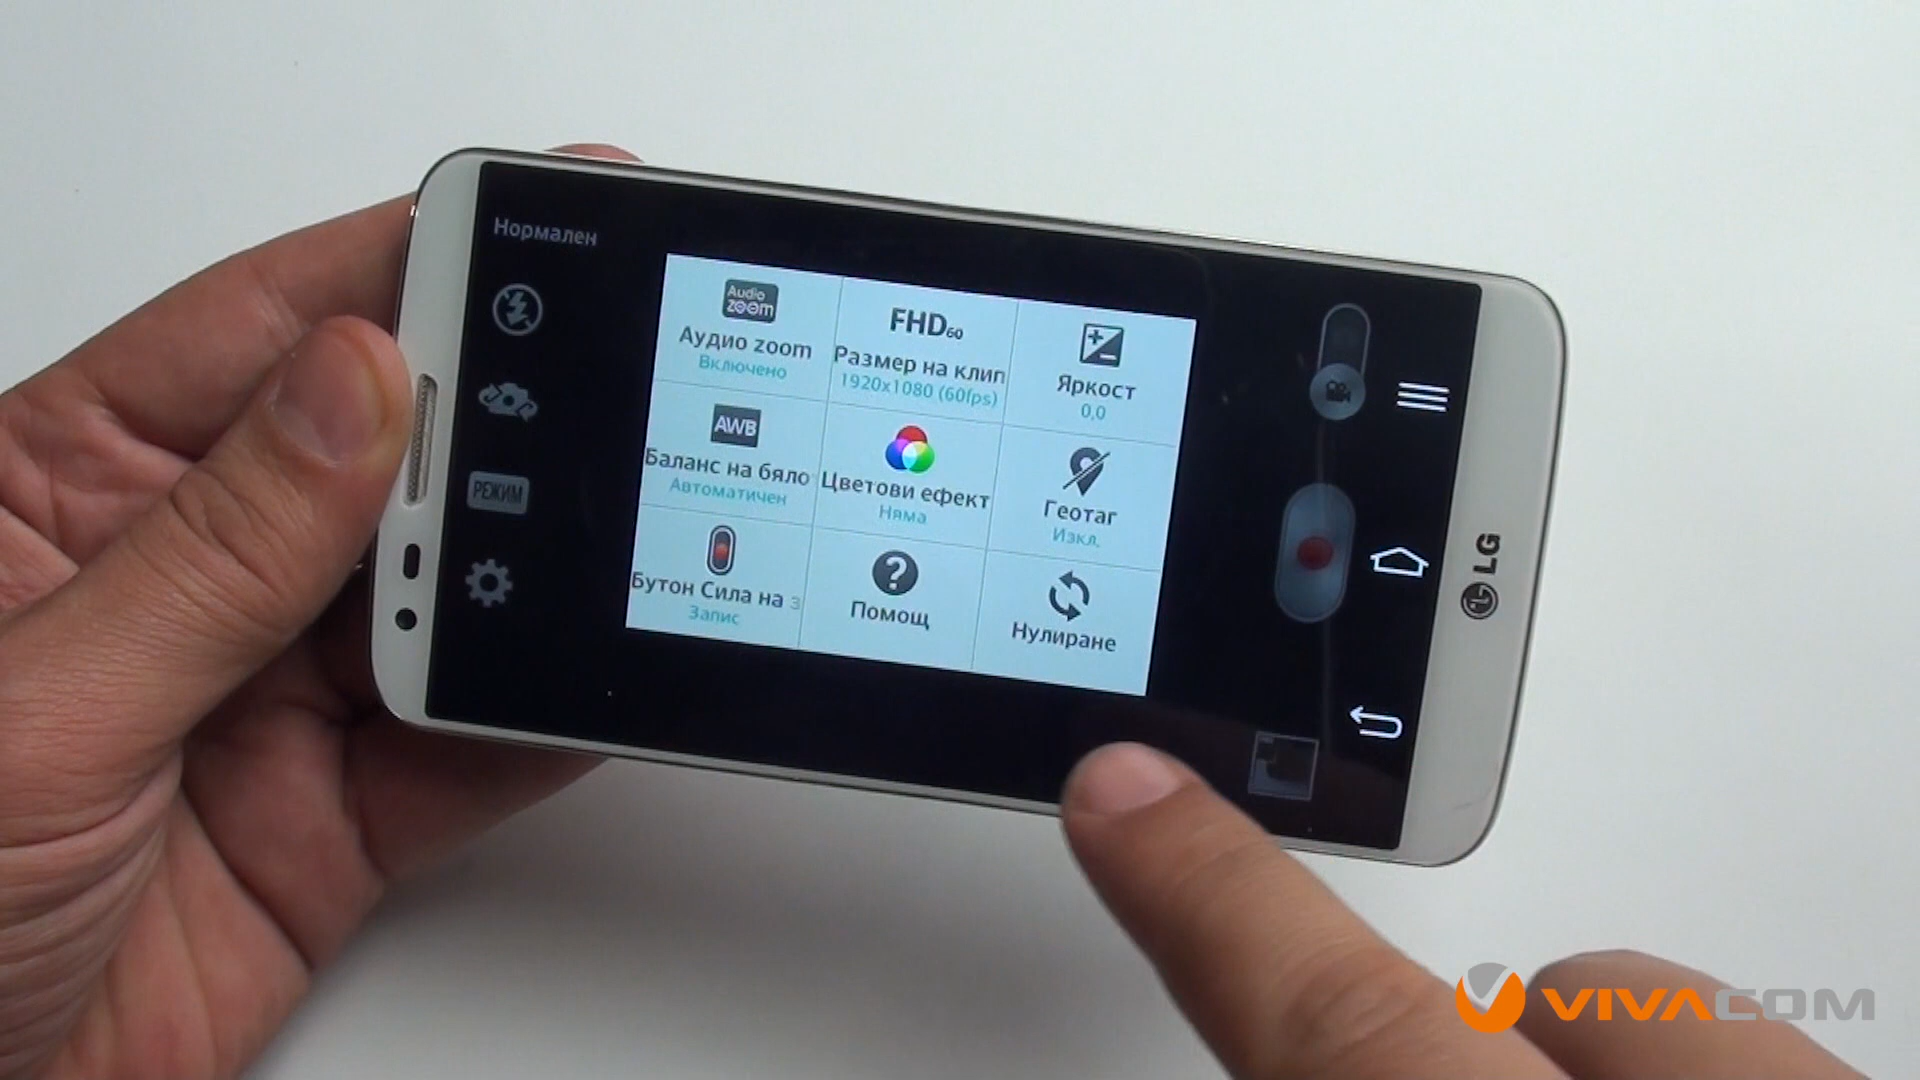 Нормален
Audio
zoom
Аудио zoom
Включено
FHD60
Размер на клип
1920x1080 (60fps)
Яркост
0,0
AWB
Баланс на бяло
Автоматичен
Цветови ефект
Няма
Геотаг
Изкл.
РЕЖИМ
Бутон Сила на з
Запис
?
Помощ
Нулиране
LG
VIVACOM